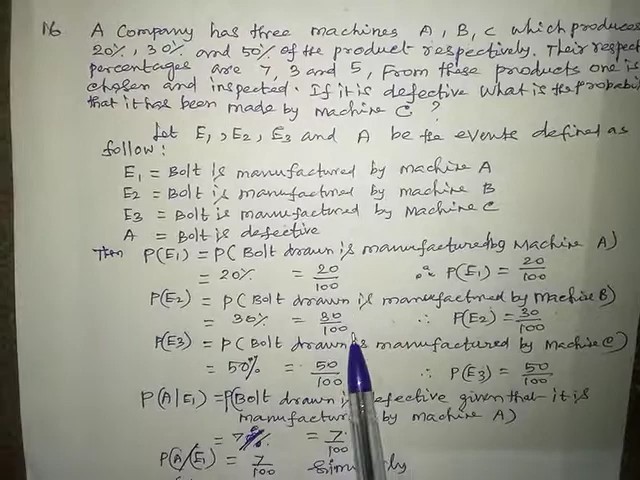 16 A Company has three machines A, B, C which produces
20%, 30% and 50% of the product respectively. Their respect
percentages are 7, 3 and 5, From these products one is
chosen and inspected. If it is defective What is the probabi
that it has been made by Machine C ?
Let E1, E2, E3 and A be the events defined as
follow:
E1 = Bolt is manufactured by machine A
E2 = Bolt is manufactured by machine B
E3 = Bolt is manufactured by Machine C
A = Bolt is defective
Then P(E1) = P( Bolt drawn is manufactured by Machine A)
= 20% = 20/100 ∴ P(E1) = 20/100
P(E2) = P( Bolt drawn is manufactured by Machine B)
= 30% = 30/100 ∴ P(E2) = 30/100
P(E3) = P( Bolt drawn is manufactured by Machine C)
= 50% = 50/100 ∴ P(E3) = 50/100
P(A|E1) = P(Bolt drawn is defective given that it is
manufactured by machine A)
= 7% = 7/100
P(A/E1) = 7/100 similarly